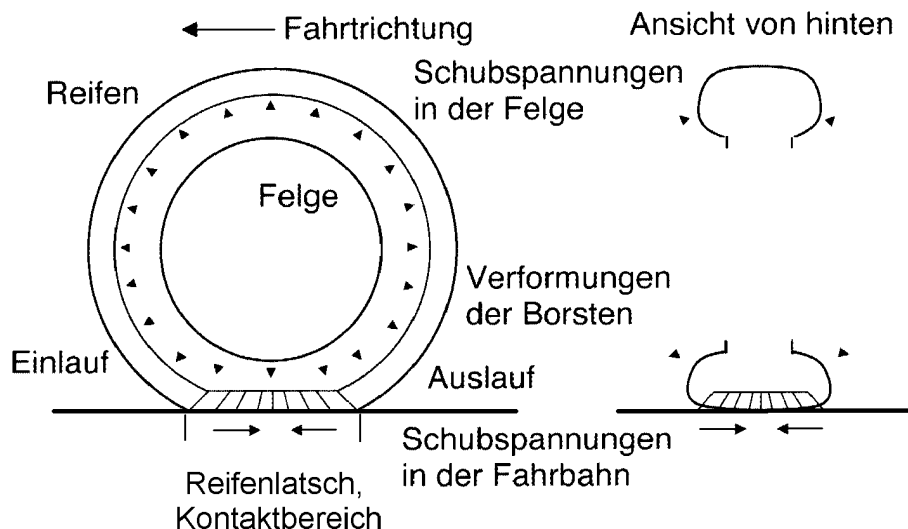 Fahrtrichtung
Ansicht von hinten
Reifen
Schubspannungen
in der Felge
Felge
Verformungen
der Borsten
Einlauf
Auslauf
Schubspannungen
in der Fahrbahn
Reifenlatsch,
Kontaktbereich